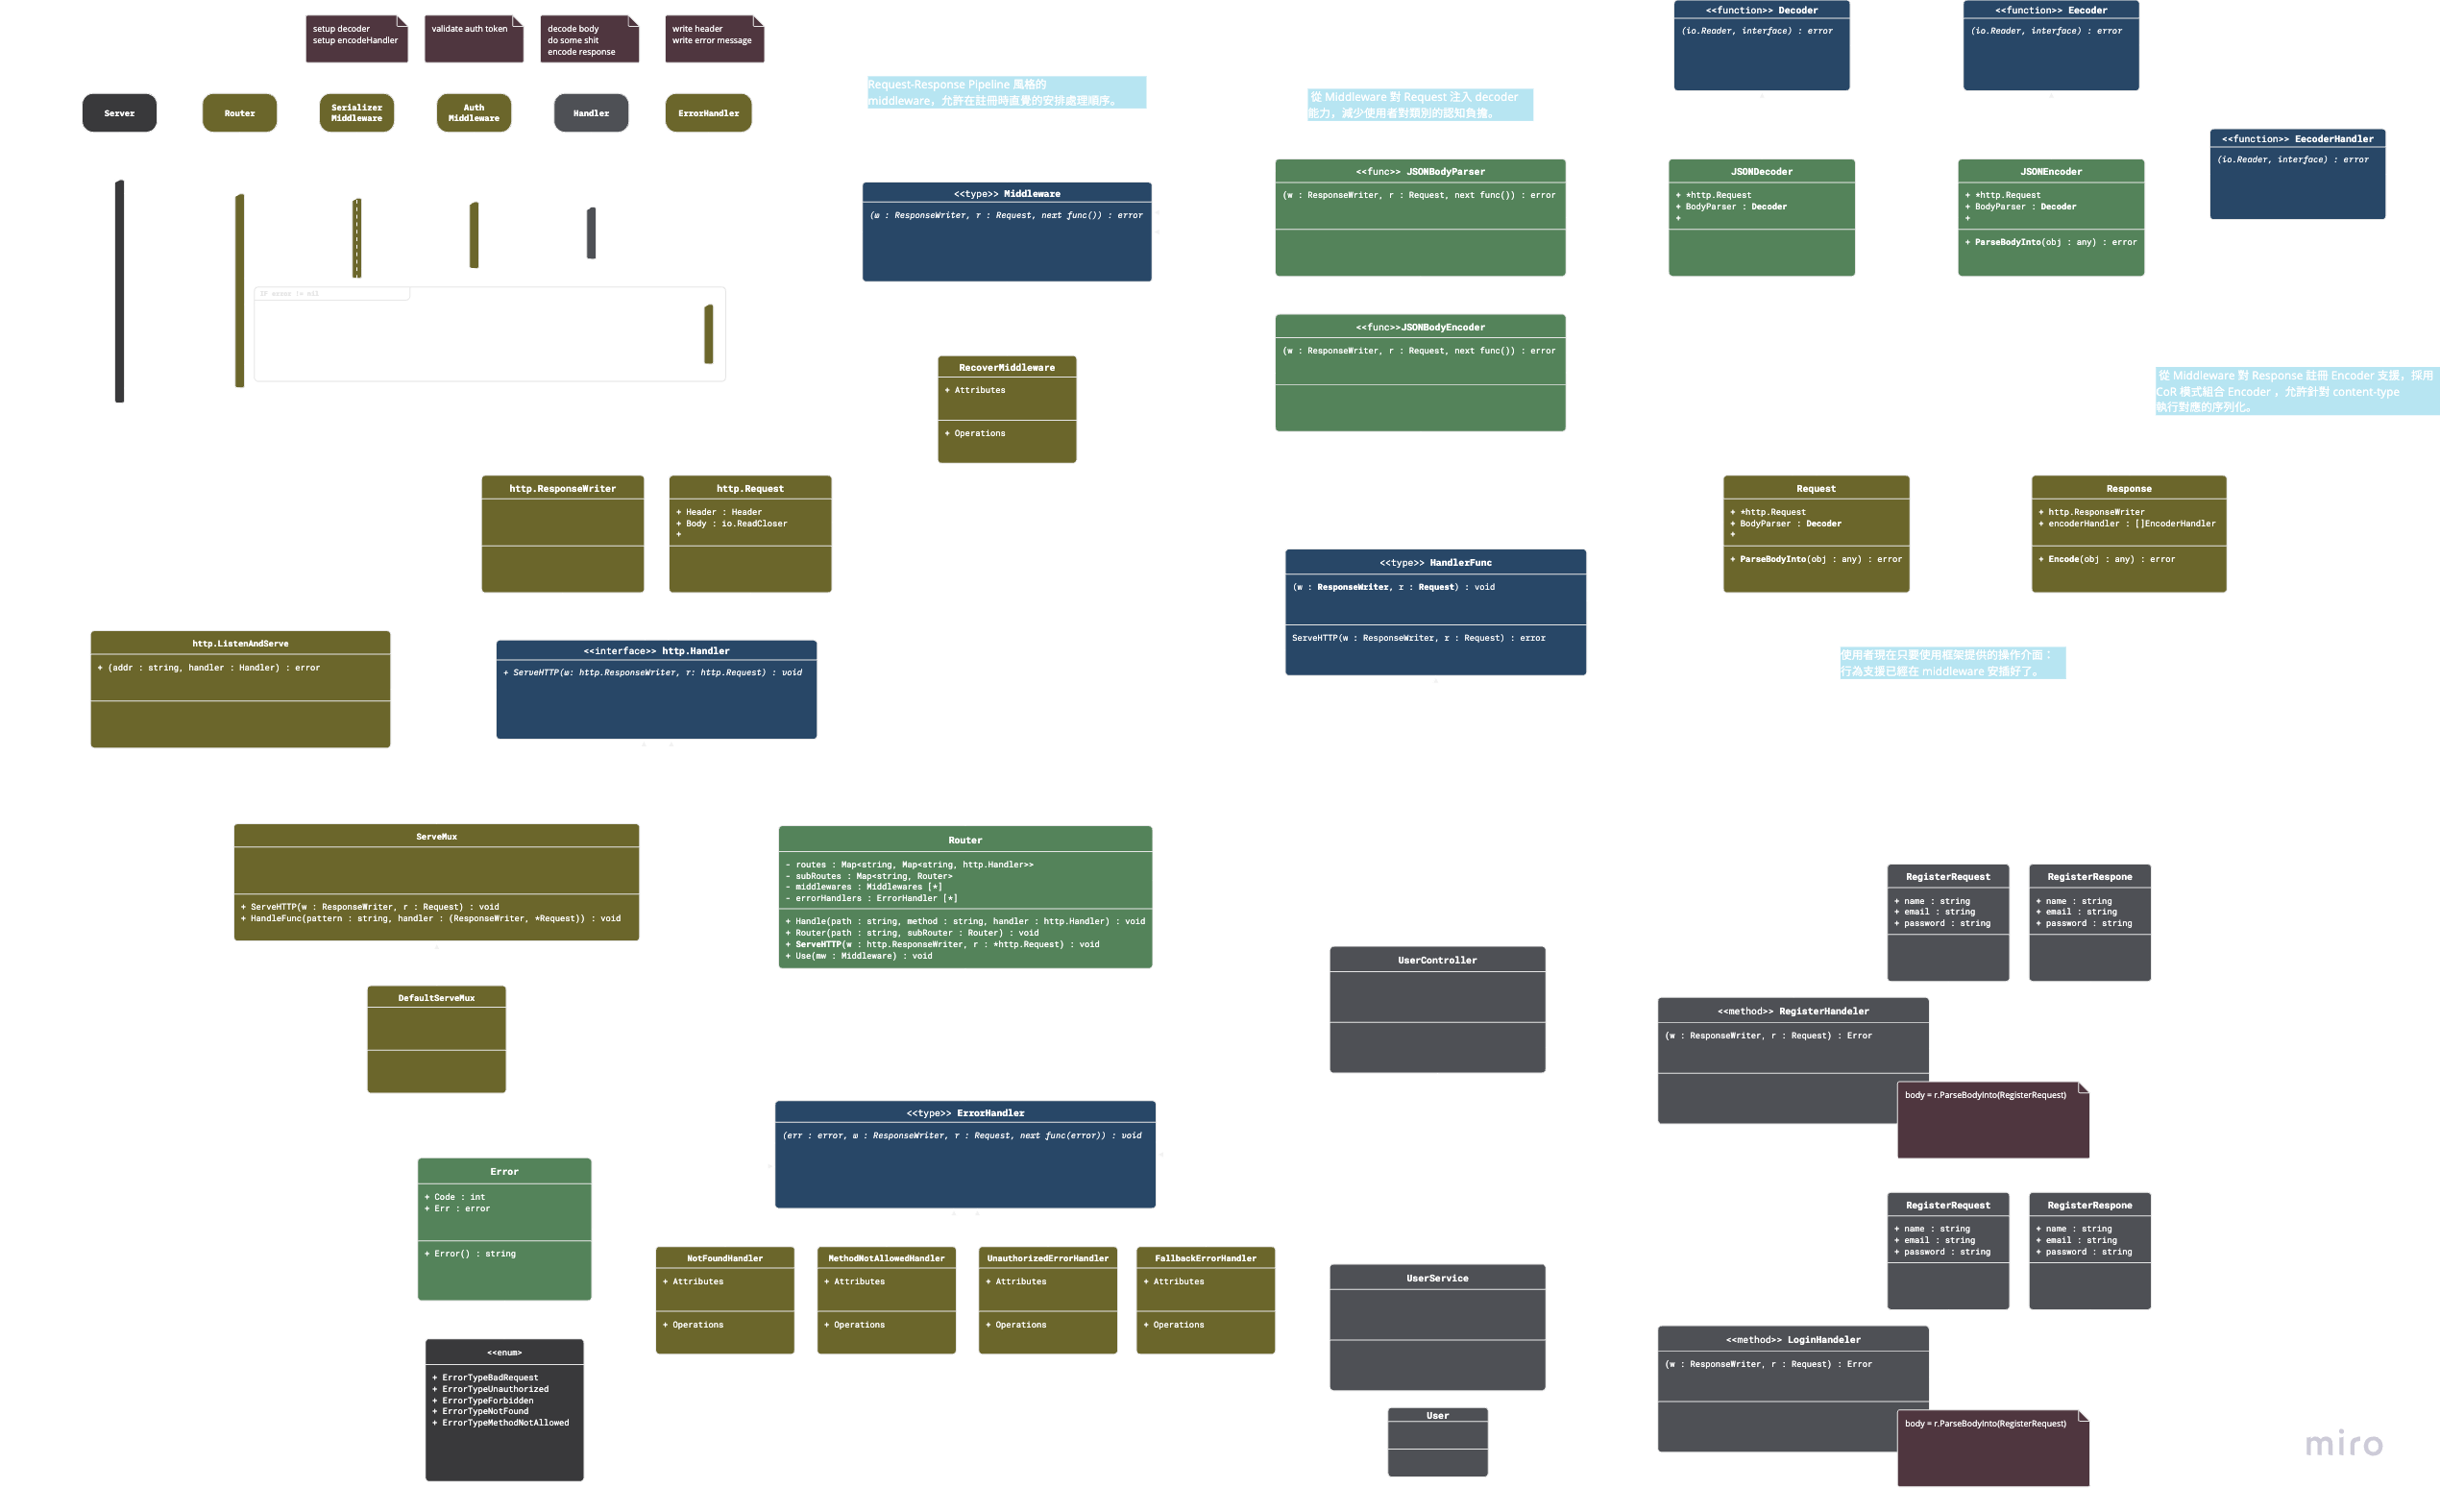 setup decoder
setup encodeHandler
validate auth token
decode body
do some shit
encode response
write header
write error message
Server
Router
Serializer
Middleware
Auth
Middleware
Handler
ErrorHandler
IF error != nil
Request-Response Pipeline 風格的
middleware，允許在註冊時直覺的安排處理順序。
從 Middleware 對 Request 注入 decoder
能力，減少使用者對類別的認知負擔。
<<function>> Decoder
(io.Reader, interface) : error
<<function>> Eecoder
(io.Reader, interface) : error
<<function>> EecoderHandler
(io.Reader, interface) : error
<<type>> Middleware
(w : ResponseWriter, r : Request, next func()) : error
<<func>> JSONBodyParser
(w : ResponseWriter, r : Request, next func()) : error
JSONDecoder
+ *http.Request
+ BodyParser : Decoder
+
JSONEncoder
+ *http.Request
+ BodyParser : Decoder
+
+ ParseBodyInto(obj : any) : error
<<func>>JSONBodyEncoder
(w : ResponseWriter, r : Request, next func()) : error
RecoverMiddleware
+ Attributes
+ Operations
從 Middleware 對 Response 註冊 Encoder 支援，採用
CoR 模式組合 Encoder ，允許針對 content-type
執行對應的序列化。
http.ResponseWriter
http.Request
+ Header : Header
+ Body : io.ReadCloser
+
Request
+ *http.Request
+ BodyParser : Decoder
+
+ ParseBodyInto(obj : any) : error
Response
+ http.ResponseWriter
+ encoderHandler : []EncoderHandler
+ Encode(obj : any) : error
<<type>> HandlerFunc
(w : ResponseWriter, r : Request) : void
ServeHTTP(w : ResponseWriter, r : Request) : error
http.ListenAndServe
+ (addr : string, handler : Handler) : error
<<interface>> http.Handler
+ ServeHTTP(w: http.ResponseWriter, r: http.Request) : void
使用者現在只要使用框架提供的操作介面：
行為支援已經在 middleware 安插好了。
ServeMux
+ ServeHTTP(w : ResponseWriter, r : Request) : void
+ HandleFunc(pattern : string, handler : (ResponseWriter, *Request)) : void
Router
- routes : Map<string, Map<string, http.Handler>>
- subRoutes : Map<string, Router>
- middlewares : Middlewares [*]
- errorHandlers : ErrorHandler [*]
+ Handle(path : string, method : string, handler : http.Handler) : void
+ Router(path : string, subRouter : Router) : void
+ ServeHTTP(w : http.ResponseWriter, r : *http.Request) : void
+ Use(mw : Middleware) : void
DefaultServeMux
UserController
RegisterRequest
+ name : string
+ email : string
+ password : string
RegisterRespone
+ name : string
+ email : string
+ password : string
<<method>> RegisterHandeler
(w : ResponseWriter, r : Request) : Error
body = r.ParseBodyInto(RegisterRequest)
<<type>> ErrorHandler
(err : error, w : ResponseWriter, r : Request, next func(error)) : void
Error
+ Code : int
+ Err : error
+ Error() : string
NotFoundHandler
+ Attributes
+ Operations
MethodNotAllowedHandler
+ Attributes
+ Operations
UnauthorizedErrorHandler
+ Attributes
+ Operations
FallbackErrorHandler
+ Attributes
+ Operations
<<enum>
+ ErrorTypeBadRequest
+ ErrorTypeUnauthorized
+ ErrorTypeForbidden
+ ErrorTypeNotFound
+ ErrorTypeMethodNotAllowed
UserService
User
RegisterRequest
+ name : string
+ email : string
+ password : string
RegisterRespone
+ name : string
+ email : string
+ password : string
<<method>> LoginHandeler
(w : ResponseWriter, r : Request) : Error
body = r.ParseBodyInto(RegisterRequest)
miro